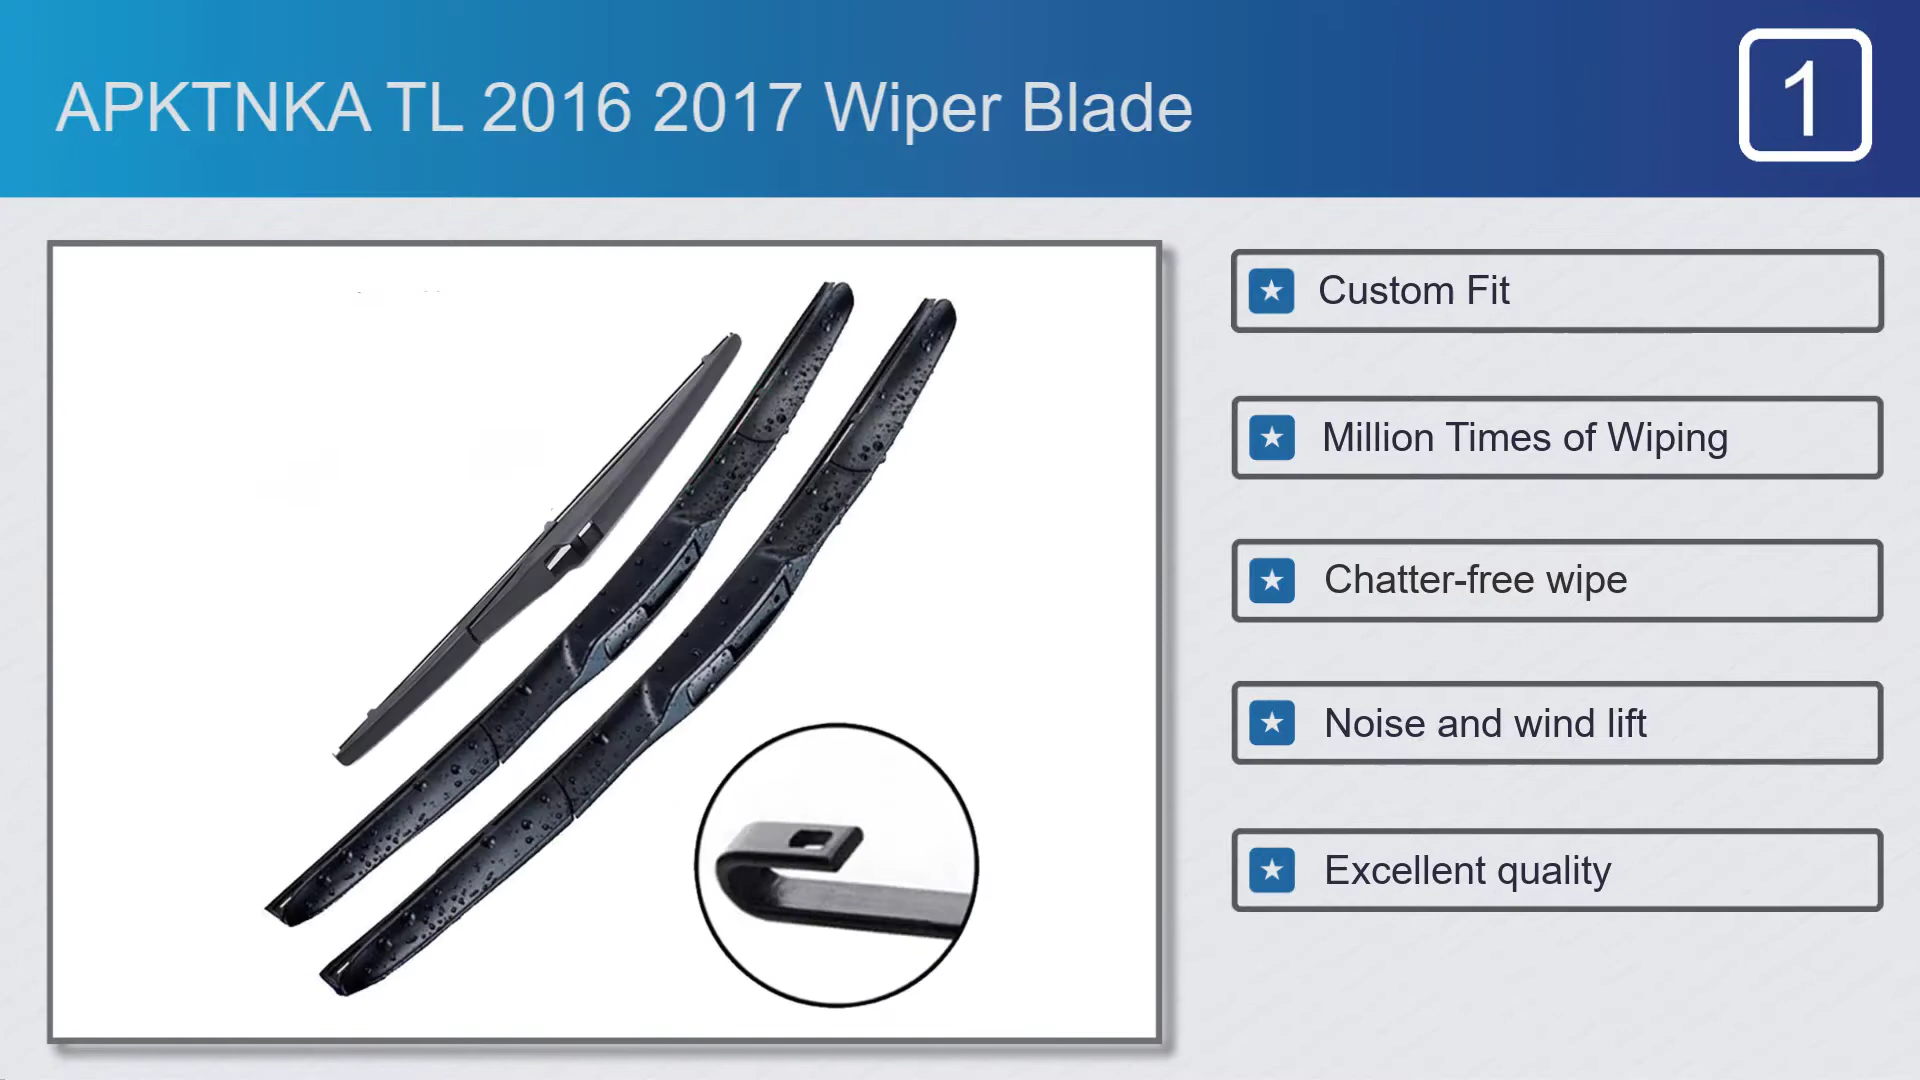 APKTNKA TL 2016 2017 Wiper Blade
1
Custom Fit
Million Times of Wiping
Chatter-free wipe
Noise and wind lift
Excellent quality